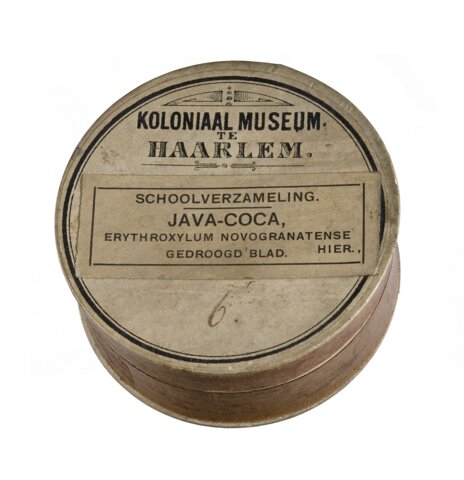 KOLONIAAL MUSEUM.
TE
HAARLEM.
SCHOOLVERZAMELING.
JAVA-COCA,
ERYTHROXYLUM NOVOGRANATENSE
HIER.,
GEDROOGD BLAD.
6.